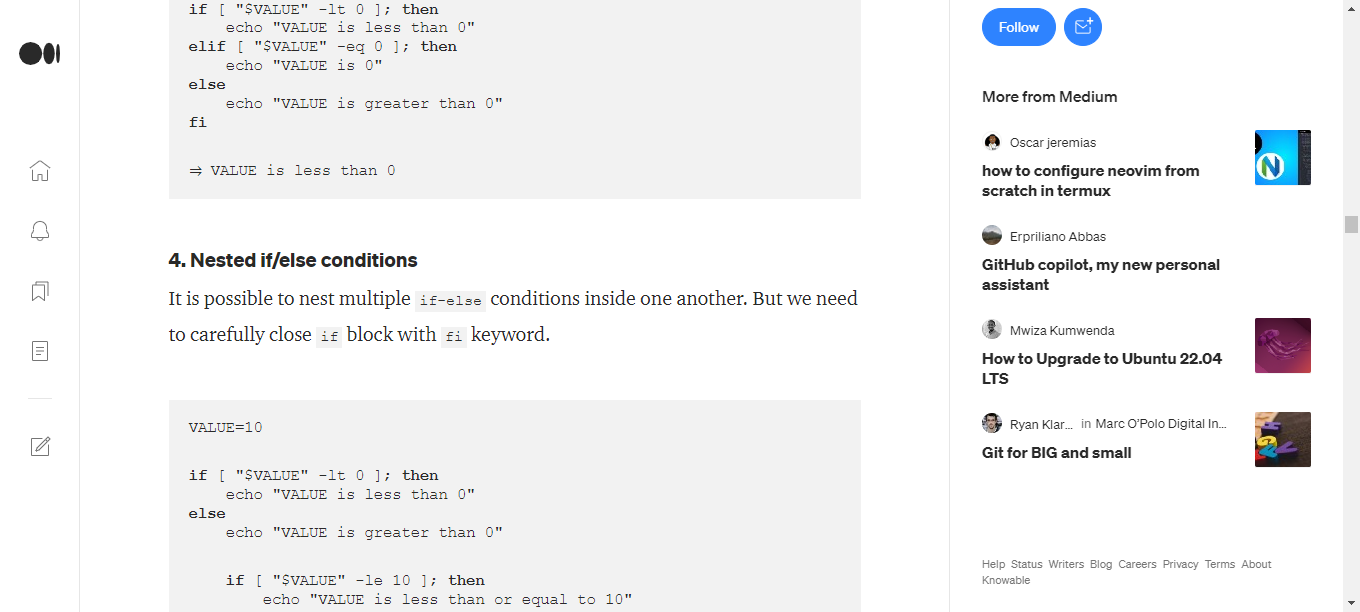 if [ "$VALUE" -lt 0 ]; then
echo "VALUE is less than 0"
elif [ "$VALUE" -eq 0 ]; then
echo "VALUE is 0"
else
echo "VALUE is greater than 0"
fi
⇒ VALUE is less than 0
4. Nested if/else conditions
It is possible to nest multiple if-else conditions inside one another. But we need
to carefully close if block with fi keyword.
VALUE=10
if [ "$VALUE" -lt 0 ]; then
echo "VALUE is less than 0"
else
echo "VALUE is greater than 0"
if [ "$VALUE" -le 10 ]; then
echo "VALUE is less than or equal to 10"
Follow
More from Medium
Oscar jeremias
how to configure neovim from
scratch in termux
Erpriliano Abbas
GitHub copilot, my new personal
assistant
Mwiza Kumwenda
How to Upgrade to Ubuntu 22.04
LTS
Ryan Klar... in Marc O'Polo Digital In...
Git for BIG and small
Help Status Writers Blog Careers Privacy Terms About
Knowable